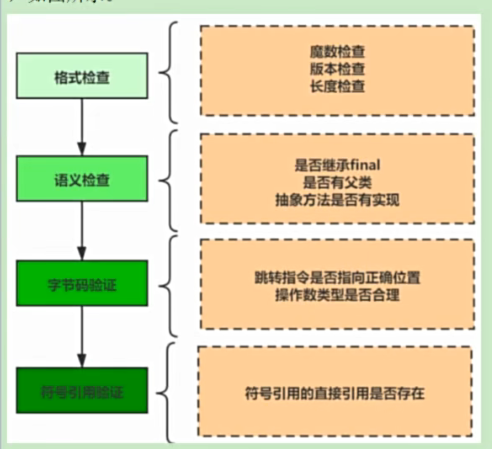 格式检查
魔数检查
版本检查
长度检查
语义检查
是否继承final
是否有父类
抽象方法是否有实现
字节码验证
跳转指令是否指向正确位置
操作数类型是否合理
符号引用验证
符号引用的直接引用是否存在